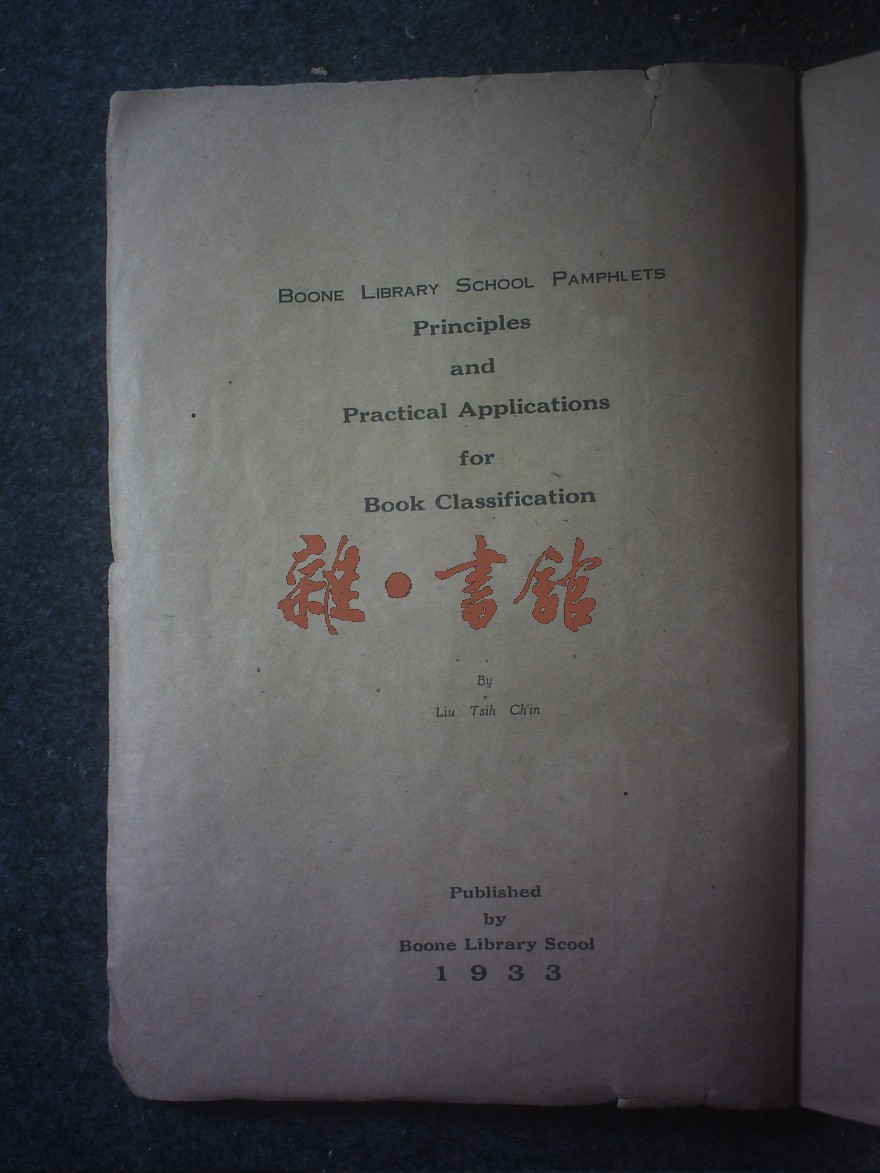 BOONE LIBRARY SCHOOL PAMPHLETS
Principles
and
Practical Applications
for
Book Classification
雜·書館
By
Liu Tsih Ch'in
Published
by
Boone Library Scool
1933